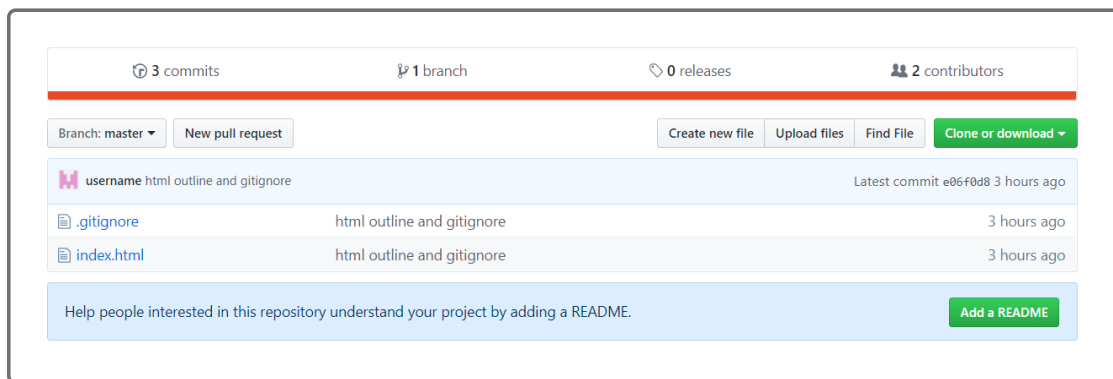 3 commits 1 branch 0 releases 2 contributors
Branch: master New pull request Create new file Upload files Find File Clone or download
username html outline and gitignore Latest commit e06f0d8 3 hours ago
.gitignore html outline and gitignore 3 hours ago
index.html html outline and gitignore 3 hours ago
Help people interested in this repository understand your project by adding a README. Add a README